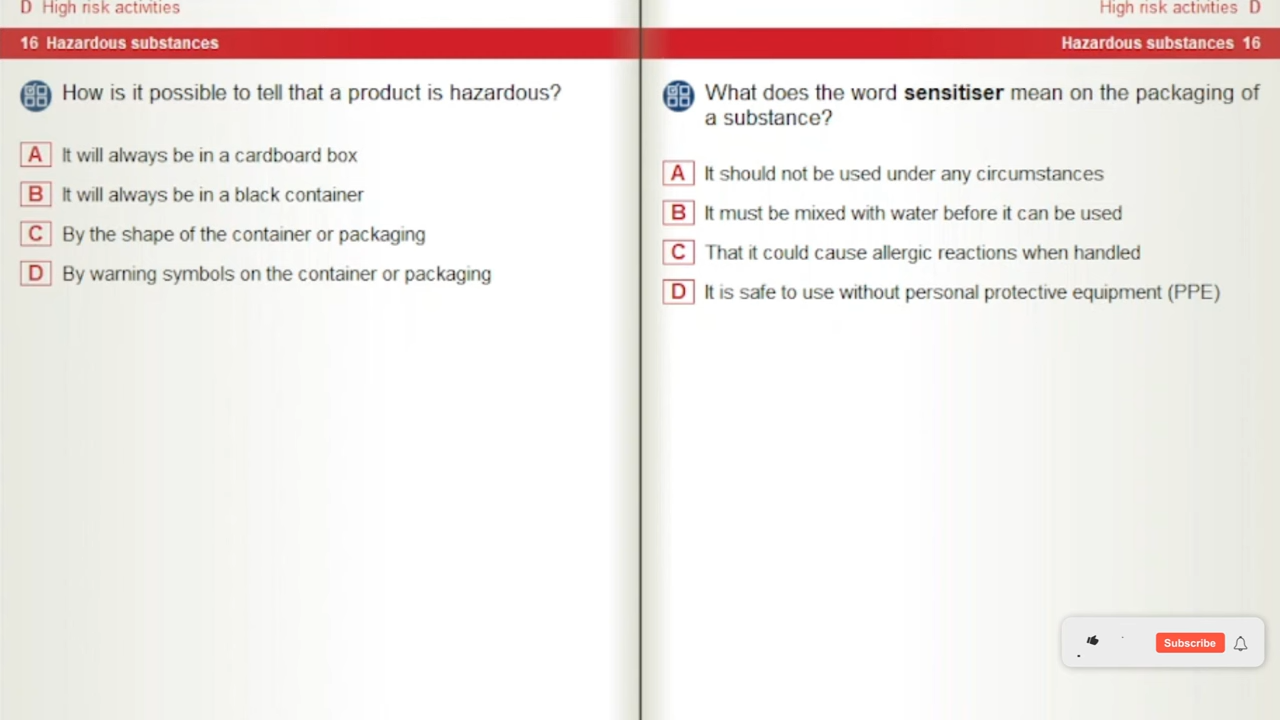 D High risk activities
16 Hazardous substances
How is it possible to tell that a product is hazardous?
A It will always be in a cardboard box
B It will always be in a black container
C By the shape of the container or packaging
D By warning symbols on the container or packaging
High risk activities D
Hazardous substances 16
What does the word sensitiser mean on the packaging of
a substance?
A It should not be used under any circumstances
B It must be mixed with water before it can be used
C That it could cause allergic reactions when handled
D It is safe to use without personal protective equipment (PPE)
Subscribe